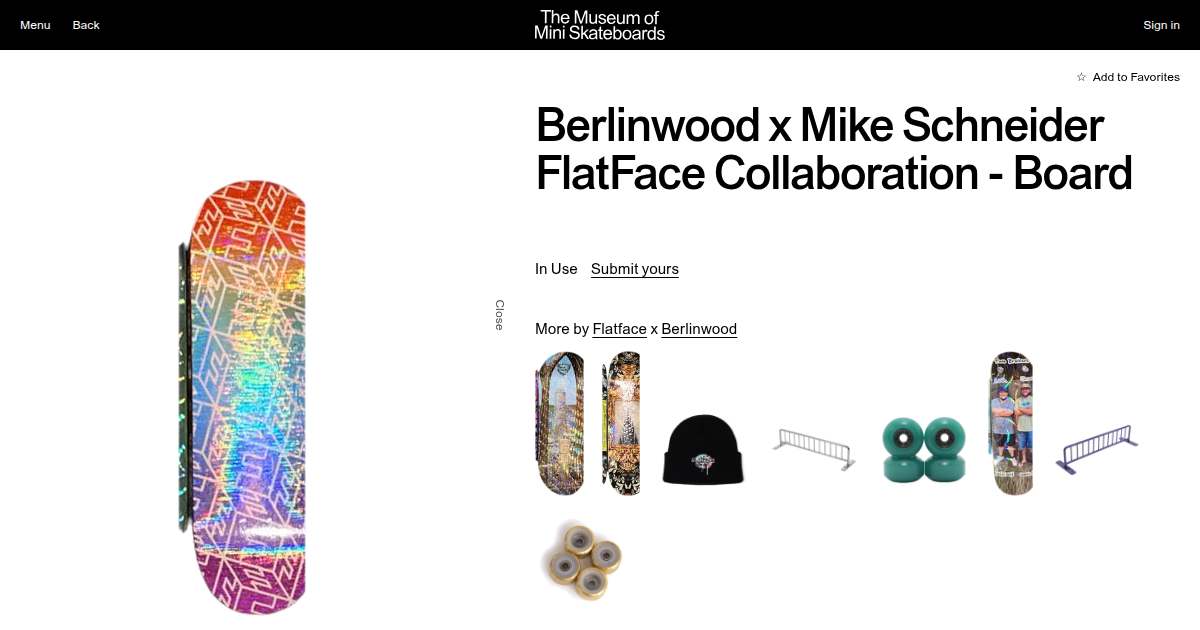 Menu
Back
The Museum of
Mini Skateboards
Sign in
☆ Add to Favorites
Berlinwood x Mike Schneider
FlatFace Collaboration - Board
In Use Submit yours
Close
More by Flatface x Berlinwood